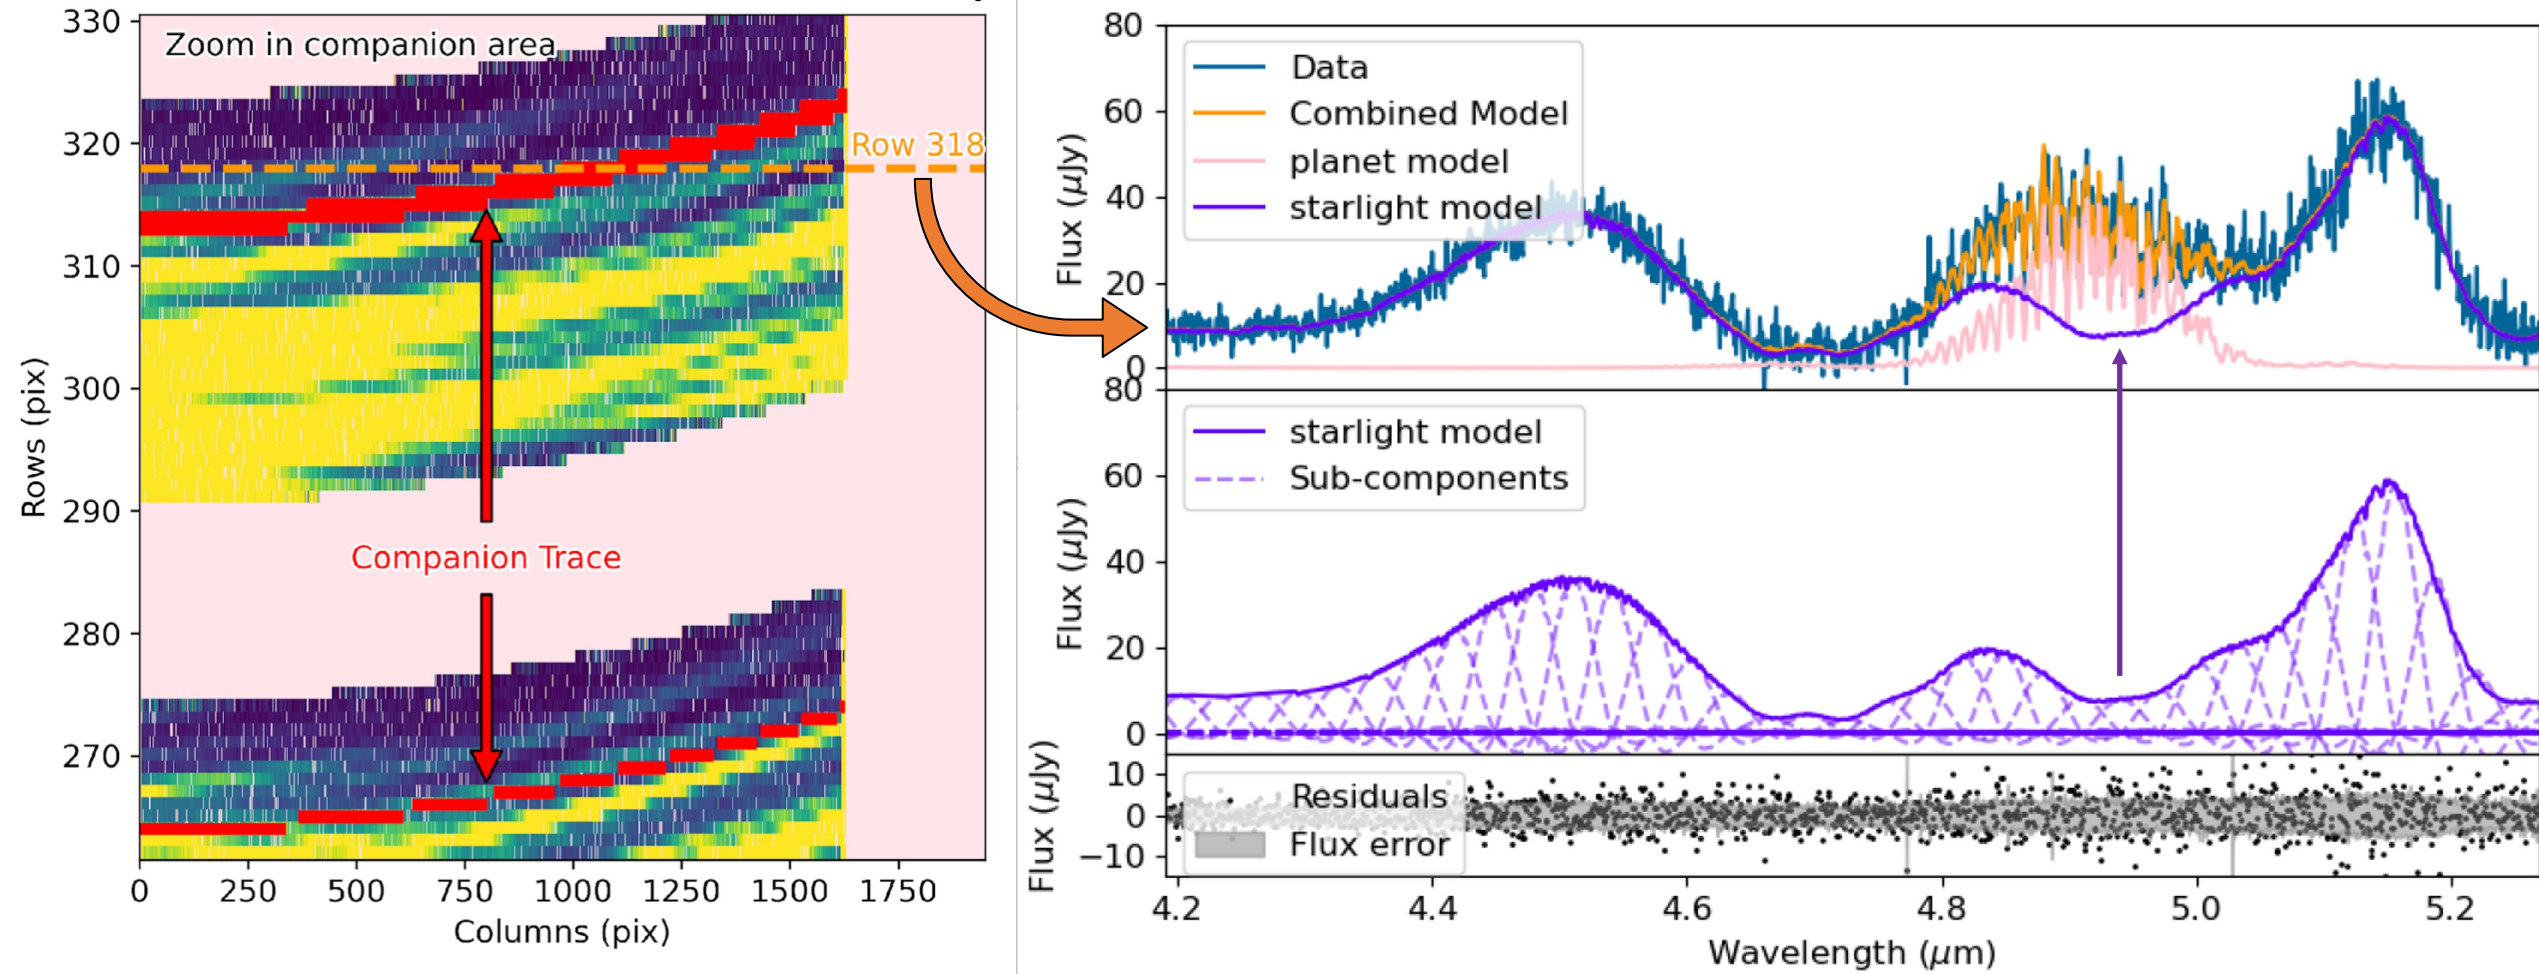 Zoom in companion area
Row 318
Companion Trace
330
320
310
300
290
280
270
Rows (pix)
0 250 500 750 1000 1250 1500 1750
Columns (pix)
80
60
40
20
0
Flux (μJy)
Data
Combined Model
planet model
starlight model
80
60
40
20
0
Flux (μJy)
starlight model
Sub-components
10
0
−10
Flux (μJy)
Residuals
Flux error
4.2 4.4 4.6 4.8 5.0 5.2
Wavelength (μm)